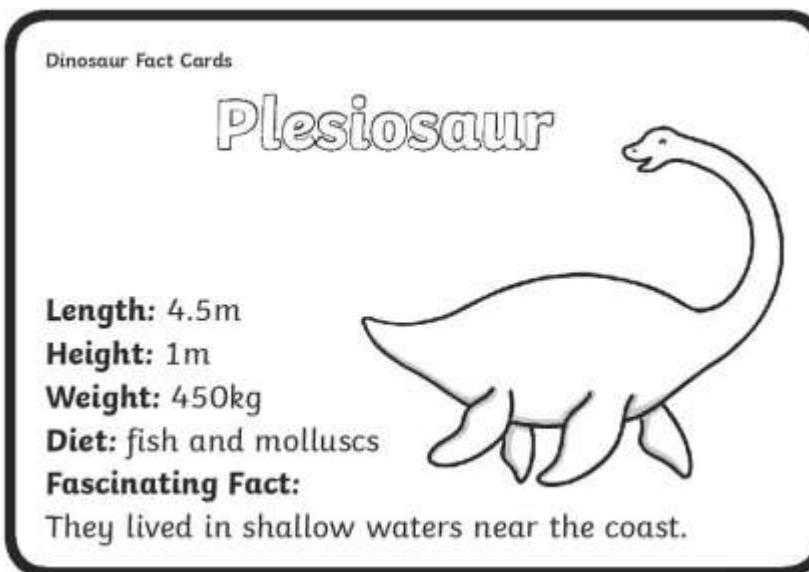 Dinosaur Fact Cards
Plesiosaur
Length: 4.5m
Height: 1m
Weight: 450kg
Diet: fish and molluscs
Fascinating Fact:
They lived in shallow waters near the coast.